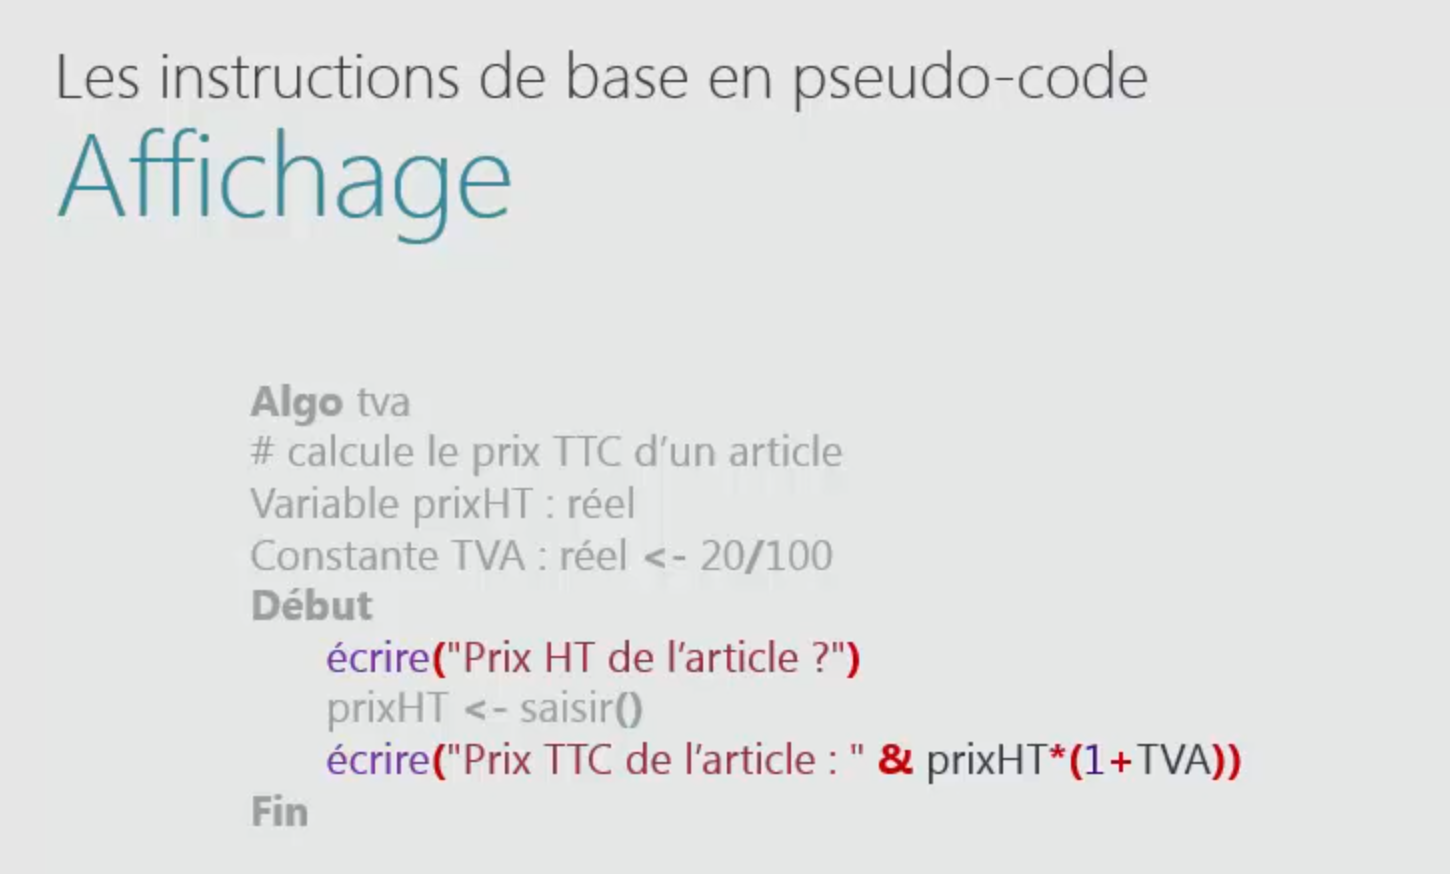 Les instructions de base en pseudo-code
Affichage
Algo tva
# calcule le prix TTC d’un article
Variable prixHT : réel
Constante TVA : réel <- 20/100
Début
écrire("Prix HT de l’article ?")
prixHT <- saisir()
écrire("Prix TTC de l’article : " & prixHT*(1+TVA))
Fin